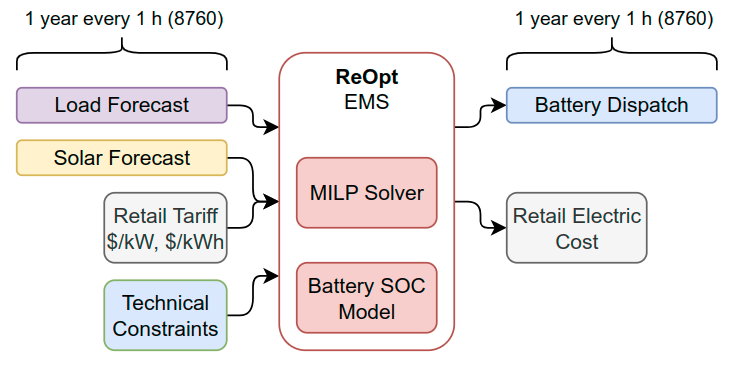 1 year every 1 h (8760)
1 year every 1 h (8760)
Load Forecast
Solar Forecast
Retail Tariff
$/kW, $/kWh
Technical
Constraints
ReOpt
EMS
MILP Solver
Battery SOC
Model
Battery Dispatch
Retail Electric
Cost